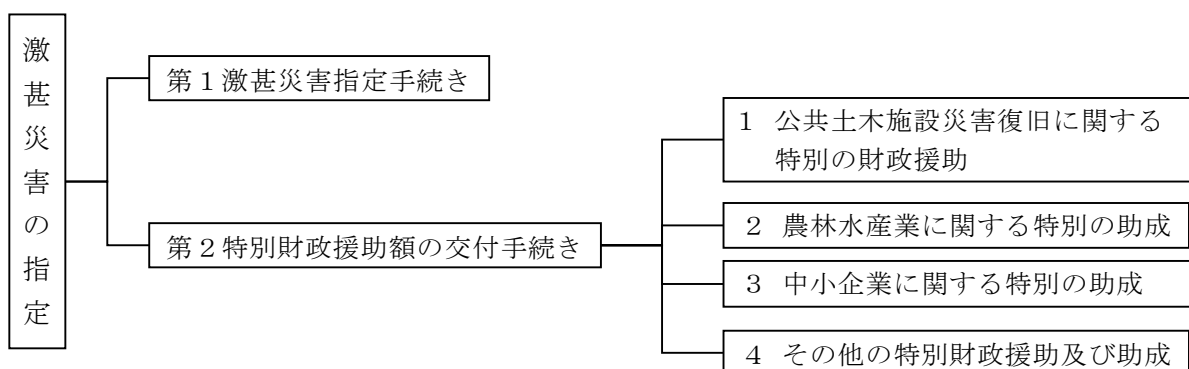 激甚災害の指定
第１激甚災害指定手続き
第２特別財政援助額の交付手続き
１ 公共土木施設災害復旧に関する
特別の財政援助
２ 農林水産業に関する特別の助成
３ 中小企業に関する特別の助成
４ その他の特別財政援助及び助成